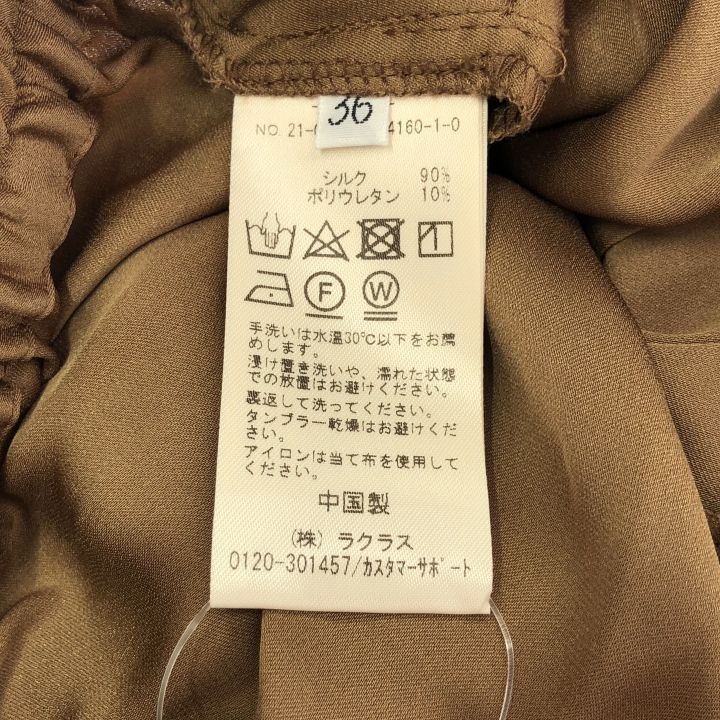 36
NO. 21- 4160-1-0
シルク 90%
ポリウレタン 10%
F W
手洗いは水温30℃以下をお薦
めします。
浸け置き洗いや、濡れた状態
での放置はお避けください。
裏返して洗ってください。
タンブラー乾燥はお避けくだ
さい。
アイロンは当て布を使用して
ください。
中国製
(株) ラクラス
0120-301457/カスタマーサポート